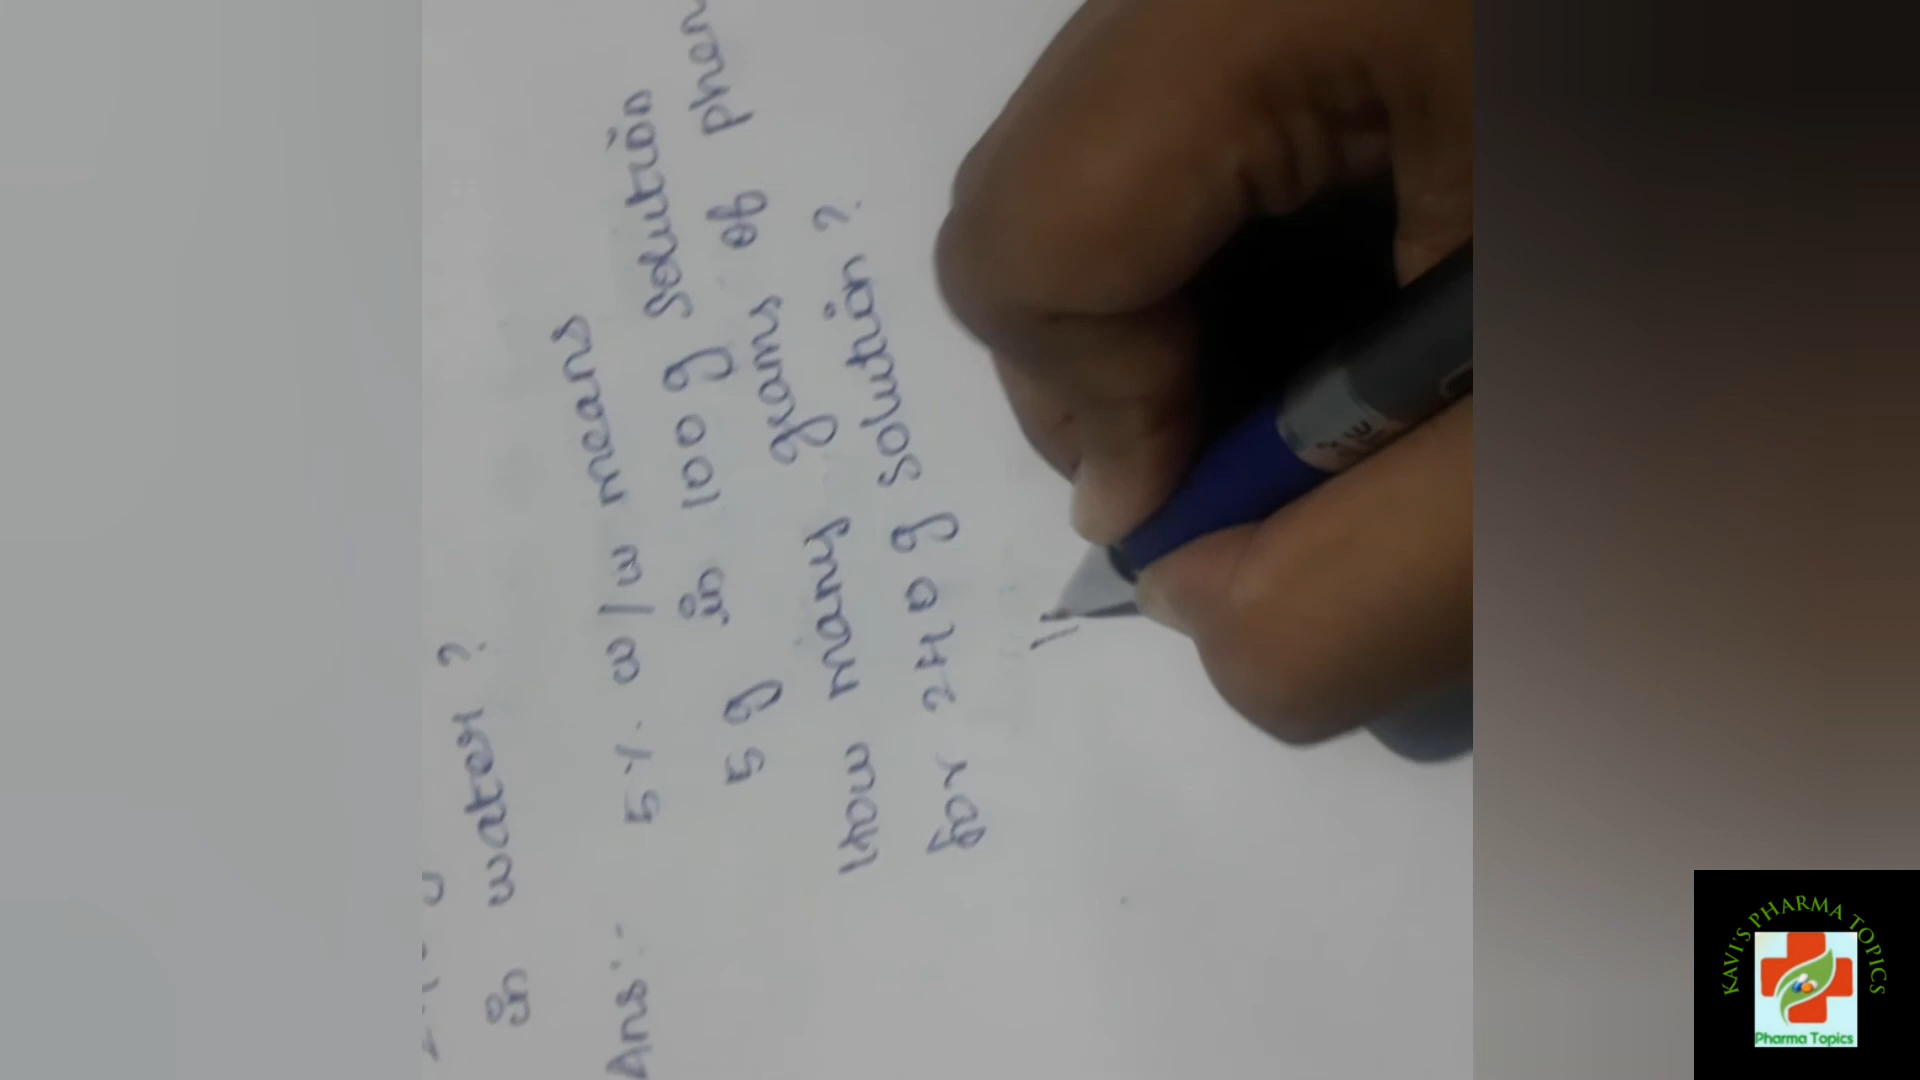 in water ?
Ans:- 5 %. w/w means
5 g in 100 g solution
How many grams of phen
for 240 g solution ?
KAVI'S PHARMA TOPICS
Pharma Topics